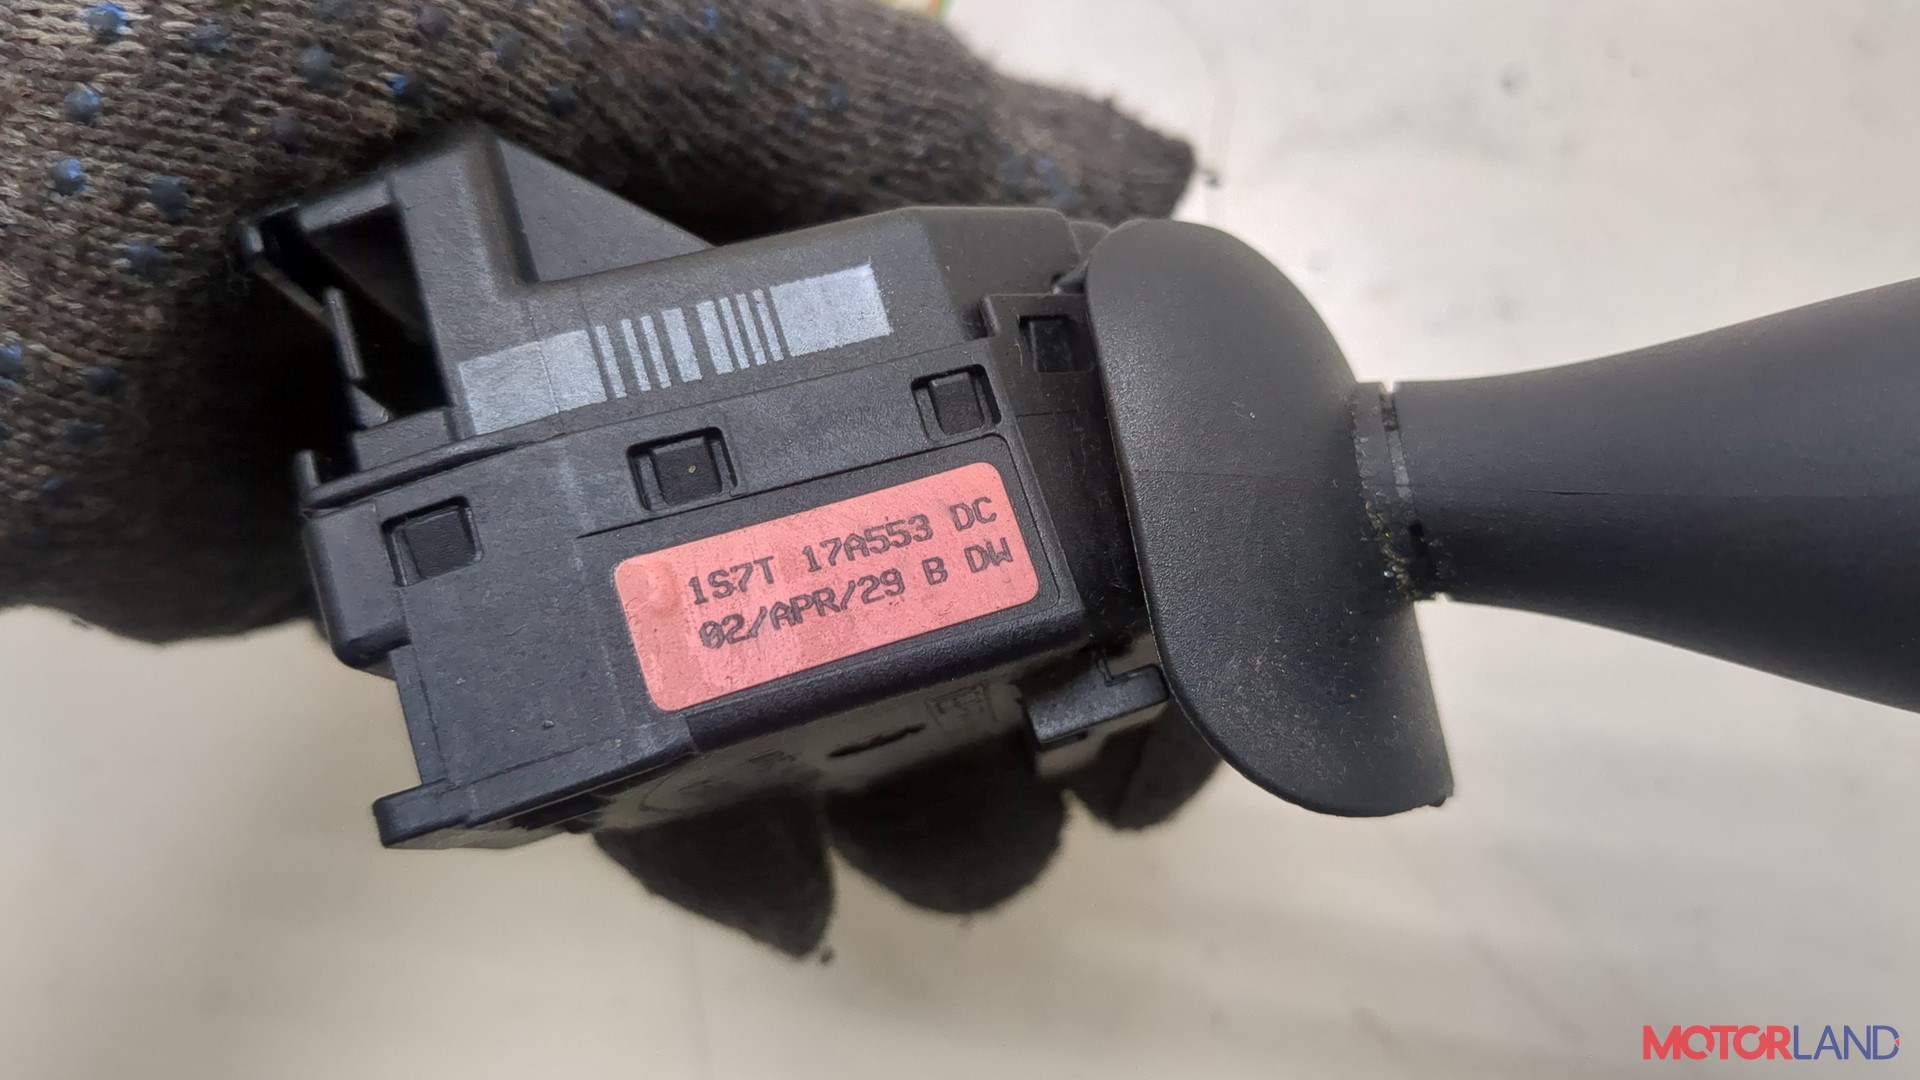 1S7T 17A553 DC
02/APR/29 B DW
MOTORLAND